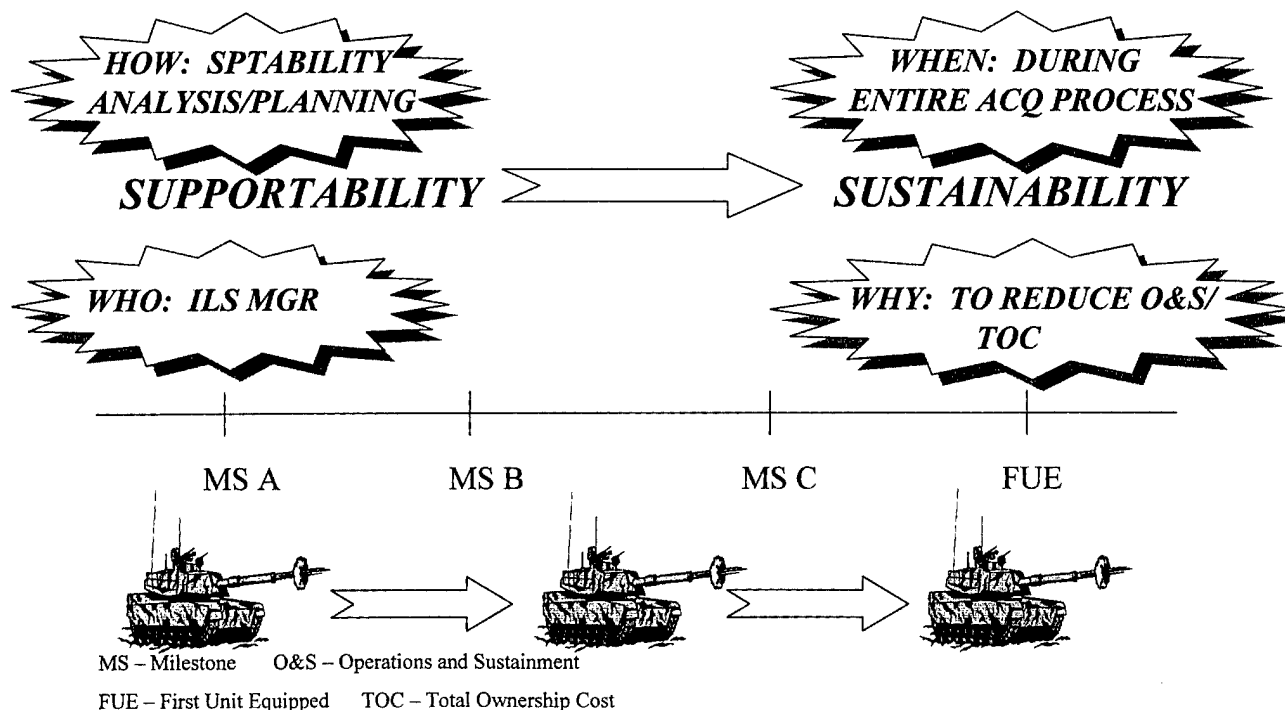 HOW: SPTABILITY
ANALYSIS/PLANNING
WHEN: DURING
ENTIRE ACQ PROCESS
SUPPORTABILITY
SUSTAINABILITY
WHO: ILS MGR
WHY: TO REDUCE O&S/
TOC
MS A
MS B
MS C
FUE
MS – Milestone O&S – Operations and Sustainment
FUE – First Unit Equipped TOC – Total Ownership Cost